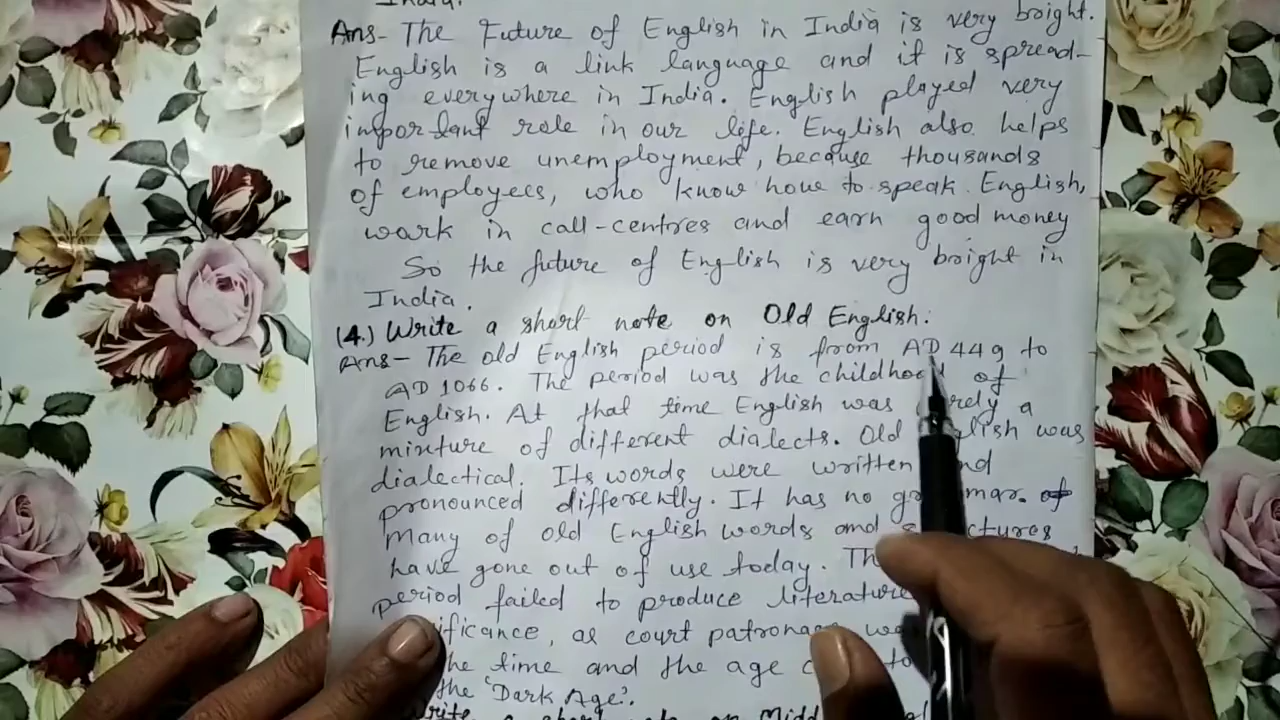 India.
Ans- The Future of English in India is very bright.
English is a link language and it is spread-
ing everywhere in India. English played very
important role in our life. English also helps
to remove unemployment, because thousands
of employees, who know how to speak English,
work in call-centres and earn good money
So the future of English is very bright in
India.
(4.) Write a short note on Old English.
Ans- The old English period is from AD 449 to
AD 1066. The period was the childhood of
English. At that time English was a
mixture of different dialects. Old was
dialectical. Its words were written
pronounced differently. It has no
Many of old English words and
have gone out of use today.
period failed to produce literature
as court
the time and the age
the 'Dark Age'.